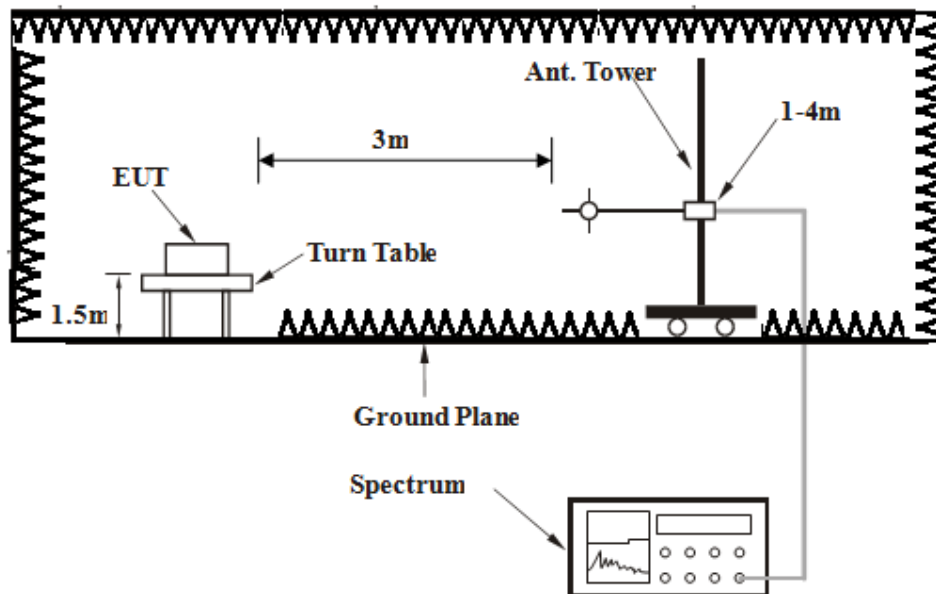 Ant. Tower
1-4m
3m
EUT
Turn Table
1.5m
Ground Plane
Spectrum